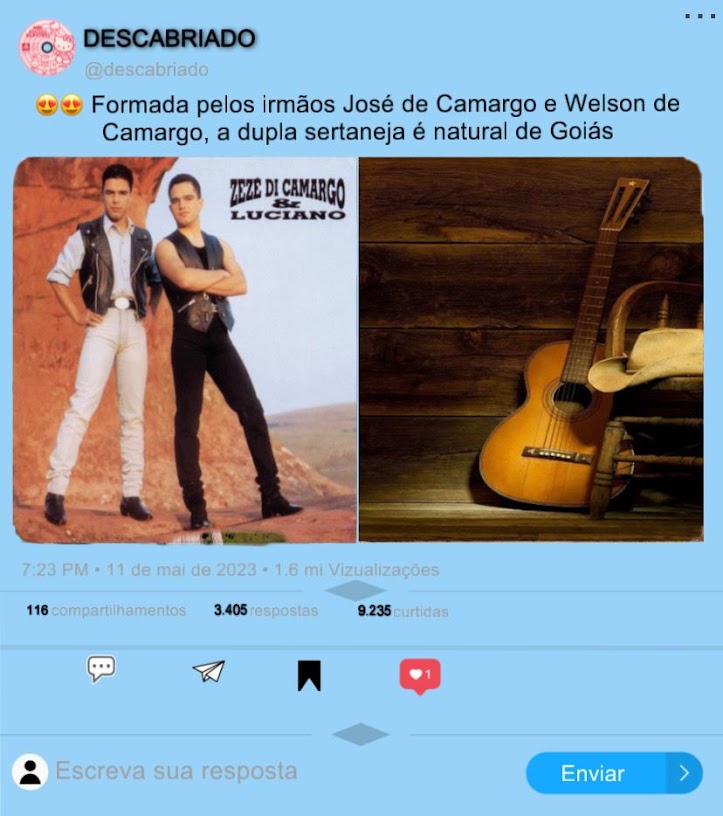 DESCABRIADO
@descabriado
😍😍 Formada pelos irmãos José de Camargo e Welson de
Camargo, a dupla sertaneja é natural de Goiás
ZEZÉ DI CAMARGO
&
LUCIANO
7:23 PM • 11 de mai de 2023 • 1.6 mi Vizualizações
116 compartilhamentos 3.405 respostas 9.235 curtidas
1
Escreva sua resposta
Enviar